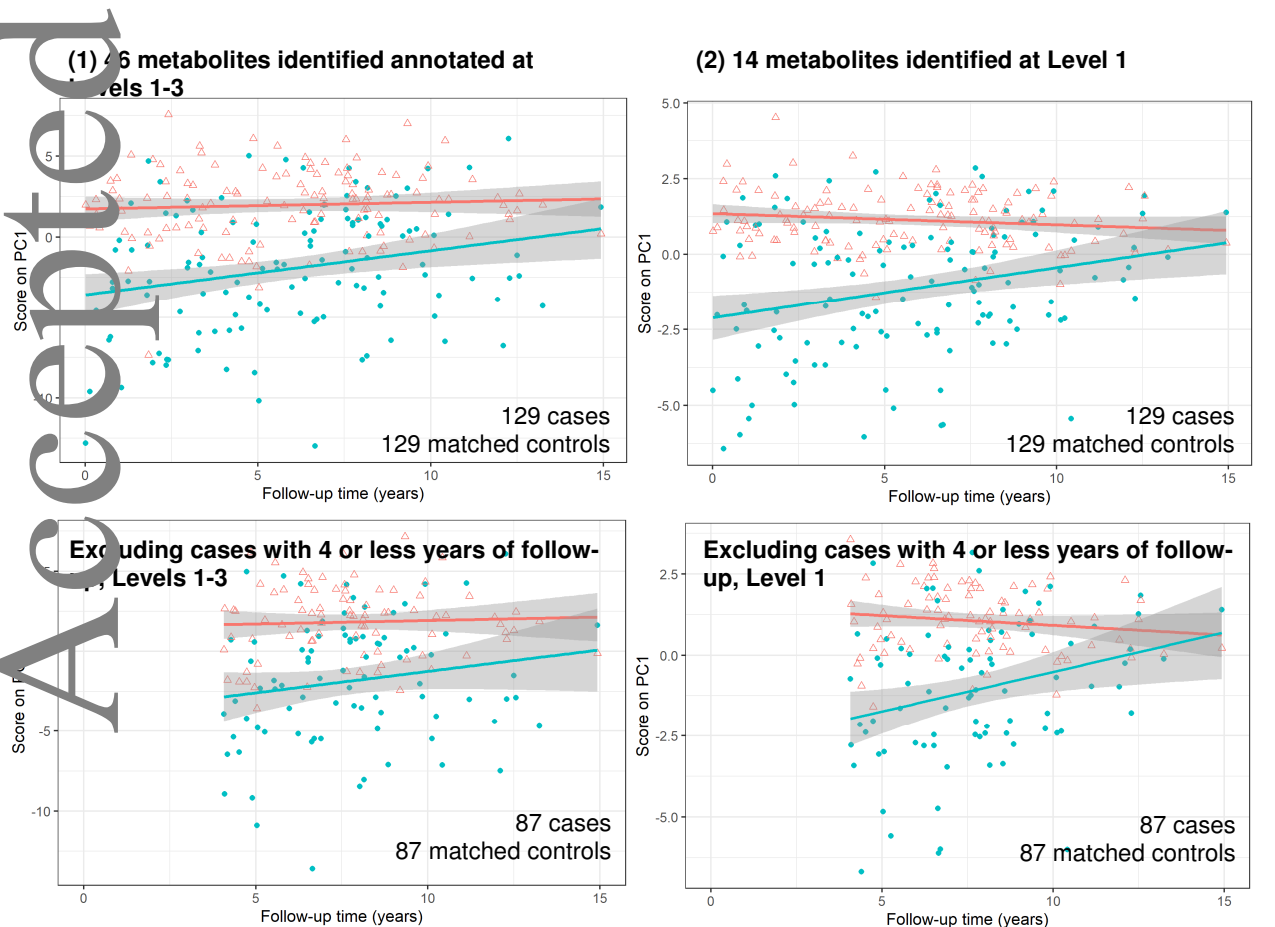 Accepted
(1) 46 metabolites identified annotated at
Levels 1-3
5
0
-10
Score on PC1
129 cases
129 matched controls
0 5 10 15
Follow-up time (years)
(2) 14 metabolites identified at Level 1
5.0
2.5
0.0
-2.5
-5.0
Score on PC1
129 cases
129 matched controls
0 5 10 15
Follow-up time (years)
Excluding cases with 4 or less years of follow-
up, Levels 1-3
-5
-10
Score on PC1
87 cases
87 matched controls
0 5 10 15
Follow-up time (years)
Excluding cases with 4 or less years of follow-
up, Level 1
2.5
0.0
-2.5
-5.0
Score on PC1
87 cases
87 matched controls
0 5 10 15
Follow-up time (years)